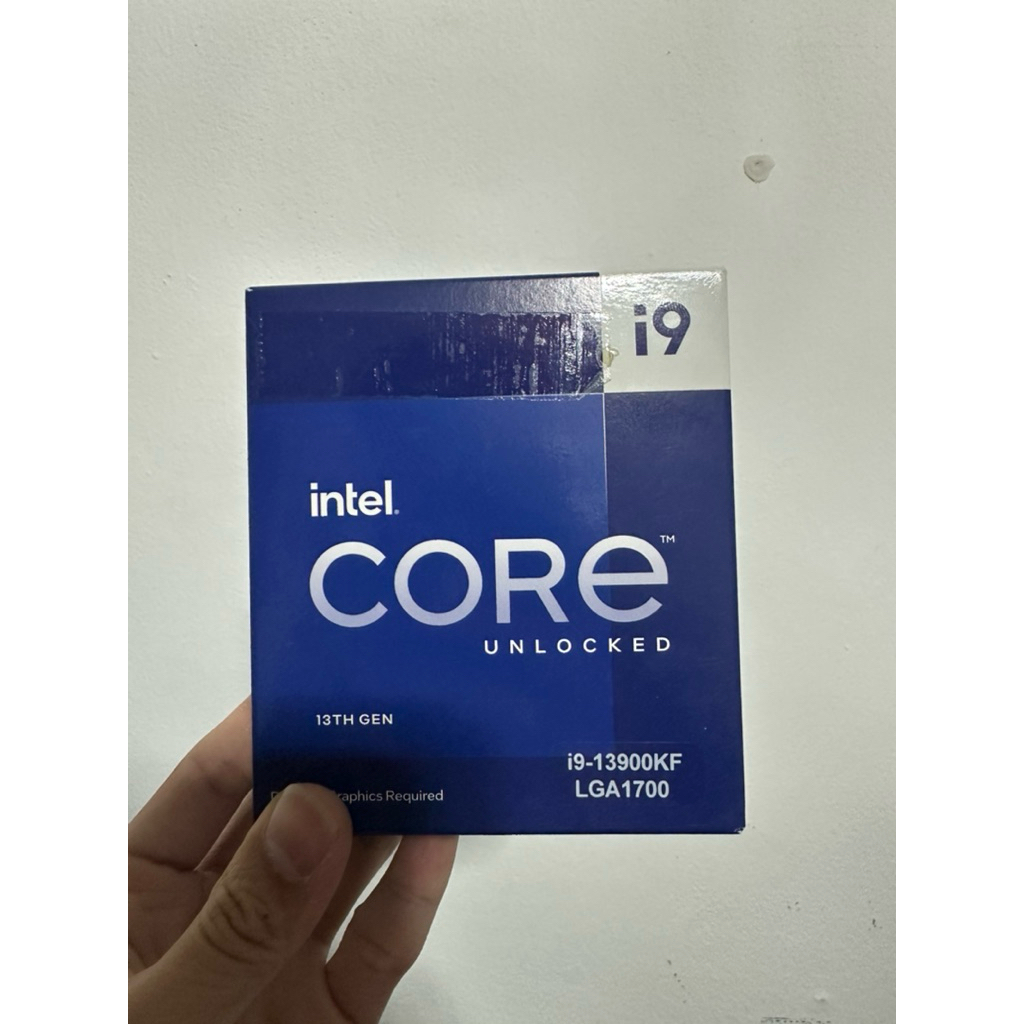 i9
intel.
CORE™
UNLOCKED
13TH GEN
i9-13900KF
LGA1700
Graphics Required